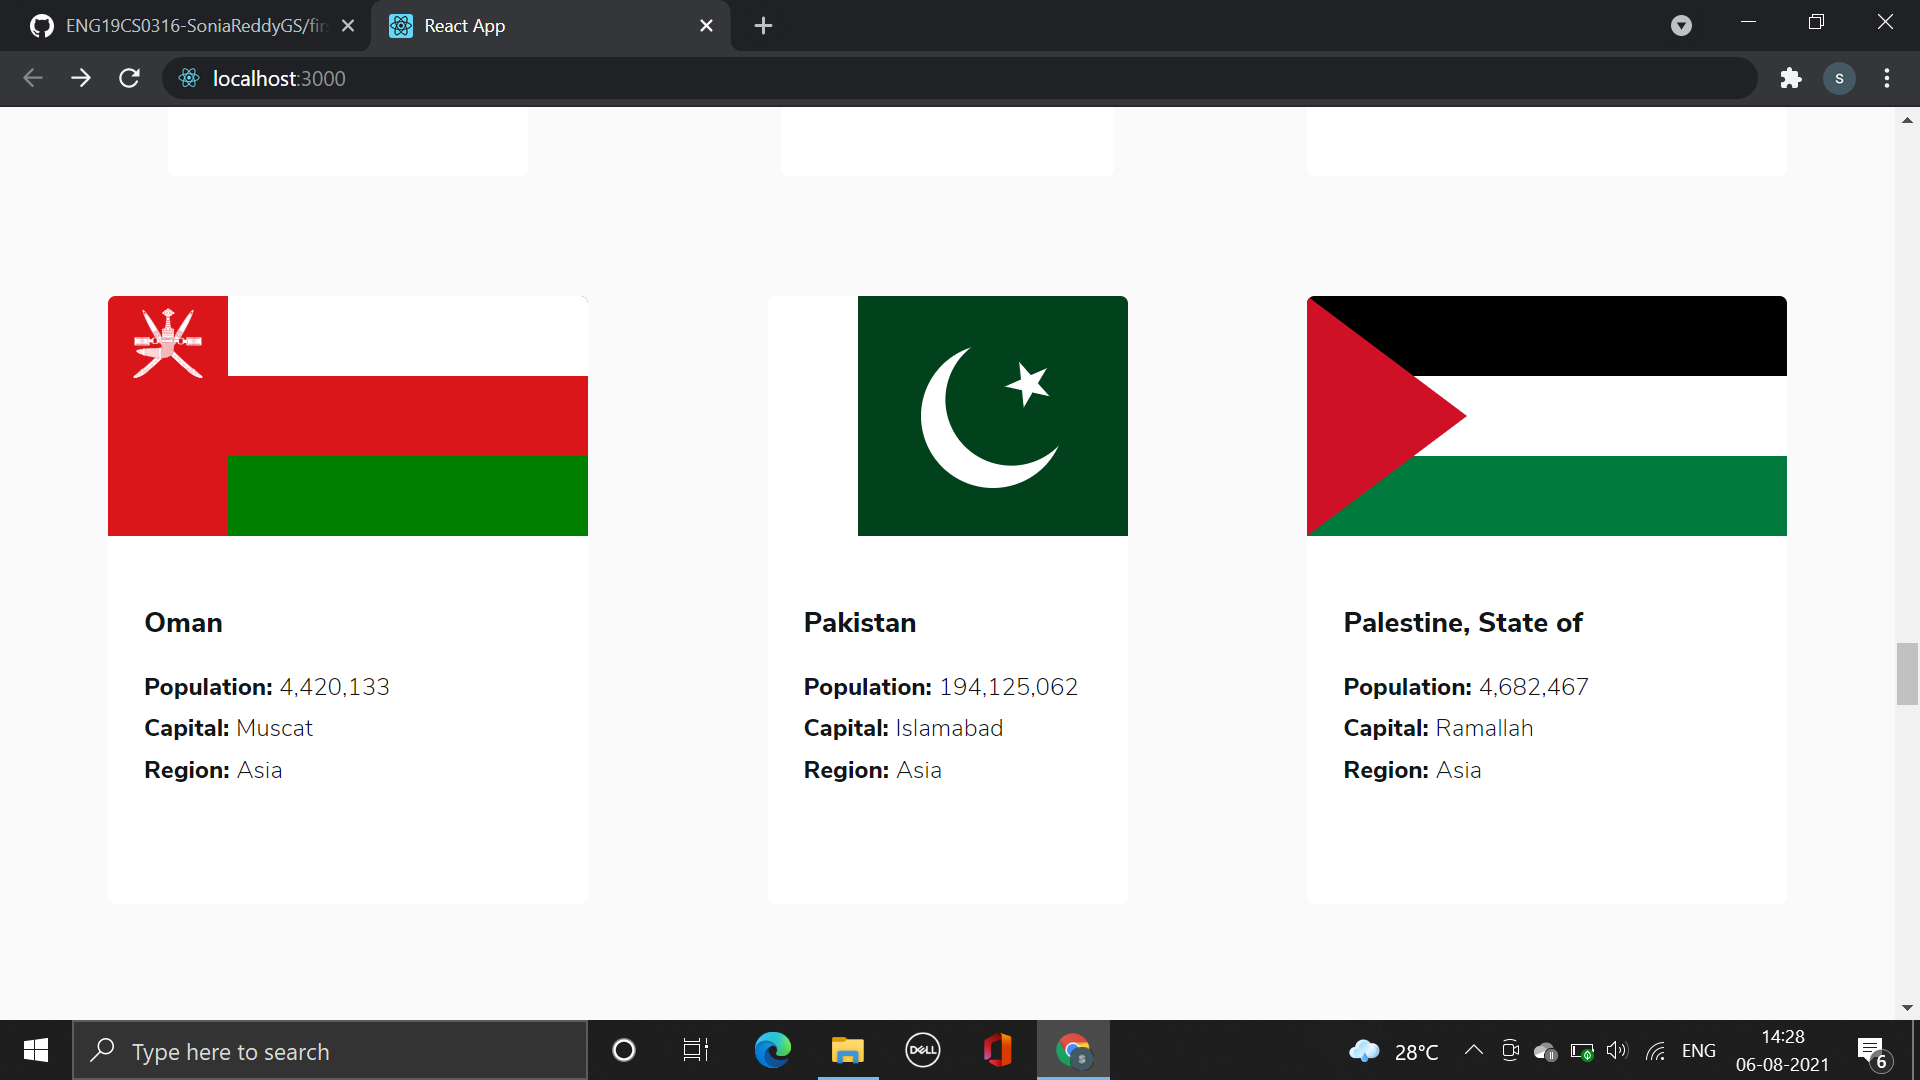 ENG19CS0316-SoniaReddyGS/fir
React App
localhost:3000
s
Oman
Population: 4,420,133
Capital: Muscat
Region: Asia
Pakistan
Population: 194,125,062
Capital: Islamabad
Region: Asia
Palestine, State of
Population: 4,682,467
Capital: Ramallah
Region: Asia
Type here to search
DELL
s
28°C
ENG
14:28
06-08-2021
6